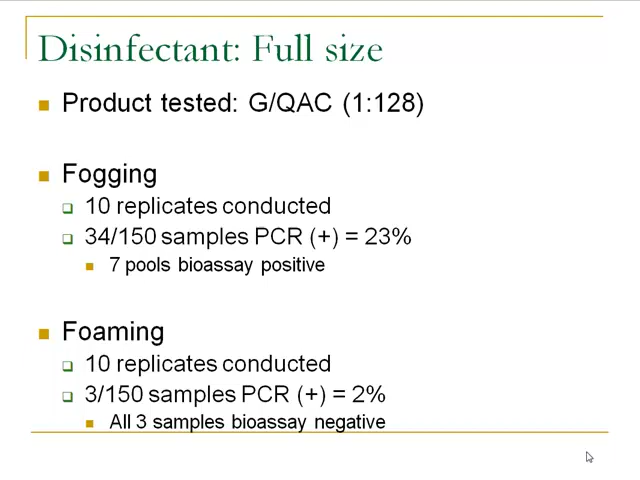 Disinfectant: Full size
Product tested: G/QAC (1:128)
Fogging
10 replicates conducted
34/150 samples PCR (+) = 23%
7 pools bioassay positive
Foaming
10 replicates conducted
3/150 samples PCR (+) = 2%
All 3 samples bioassay negative